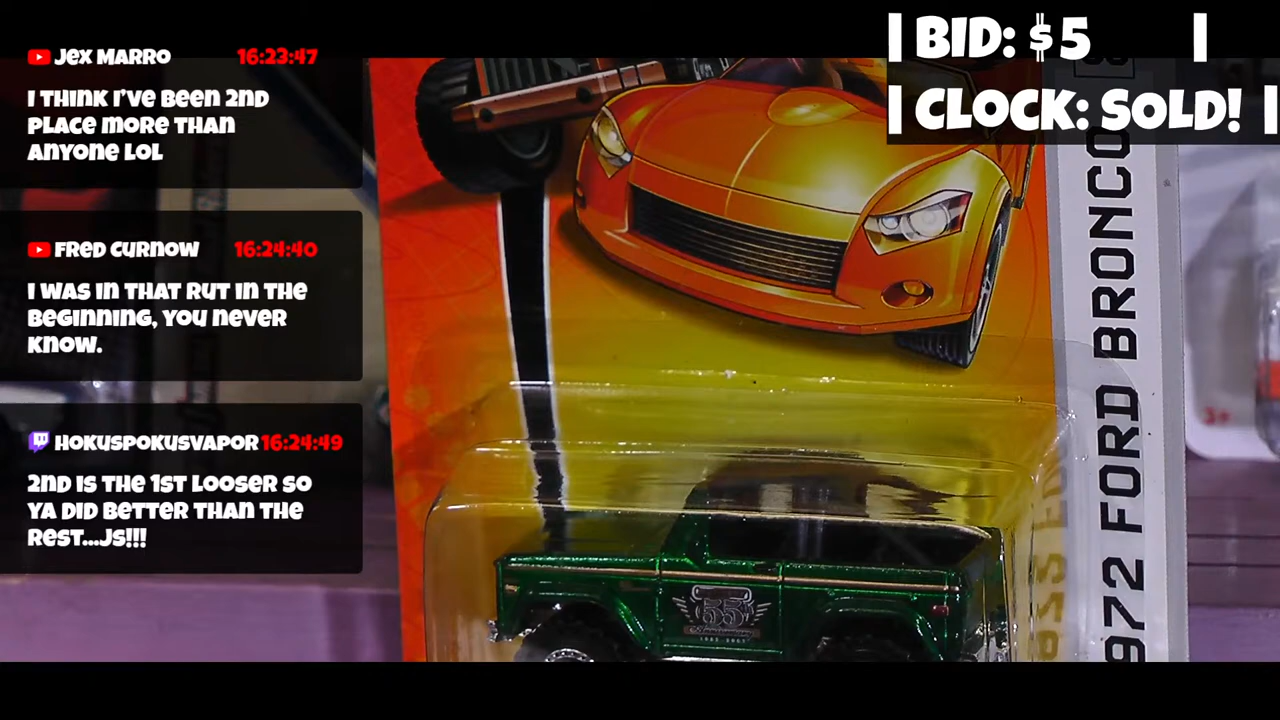 JEX MARRO 16:23:47
I THINK I'VE BEEN 2ND
PLACE MORE THAN
ANYONE LOL
FRED CURNOW 16:24:40
I WAS IN THAT RUT IN THE
BEGINNING, YOU NEVER
KNOW.
HOKUSPOKUSVAPOR 16:24:49
2ND IS THE 1ST LOOSER SO
YA DID BETTER THAN THE
REST...JS!!!
| BID: $5 |
| CLOCK: SOLD! |
972 FORD BRONCO
55